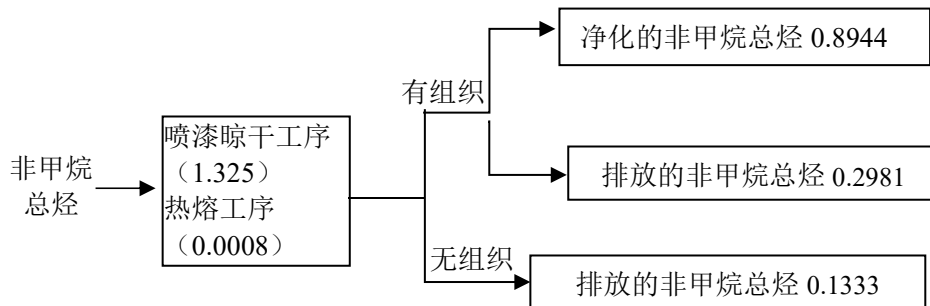 非甲烷
总烃
喷漆晾干工序
（1.325）
热熔工序
（0.0008）
有组织
净化的非甲烷总烃 0.8944
排放的非甲烷总烃 0.2981
无组织
排放的非甲烷总烃 0.1333